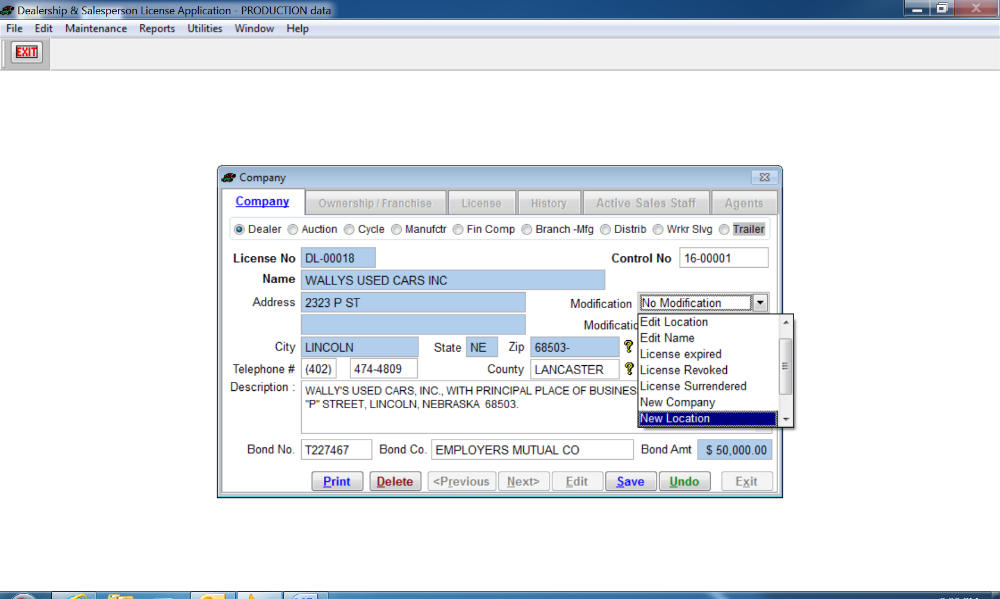 Dealership & Salesperson License Application - PRODUCTION data
File Edit Maintenance Reports Utilities Window Help
EXIT
Company
Company Ownership / Franchise License History Active Sales Staff Agents
Dealer Auction Cycle Manufctr Fin Comp Branch -Mfg Distrib Wrkr Slvg Trailer
License No DL-00018 Control No 16-00001
Name WALLYS USED CARS INC
Address 2323 P ST Modification No Modification
Modificatio
Edit Location
Edit Name
City LINCOLN State NE Zip 68503- ?
License expired
Telephone # (402) 474-4809 County LANCASTER ?
License Revoked
License Surrendered
Description : WALLY'S USED CARS, INC., WITH PRINCIPAL PLACE OF BUSINES
"P" STREET, LINCOLN, NEBRASKA 68503.
New Company
New Location
Bond No. T227467 Bond Co. EMPLOYERS MUTUAL CO Bond Amt $ 50,000.00
Print Delete <Previous Next> Edit Save Undo Exit